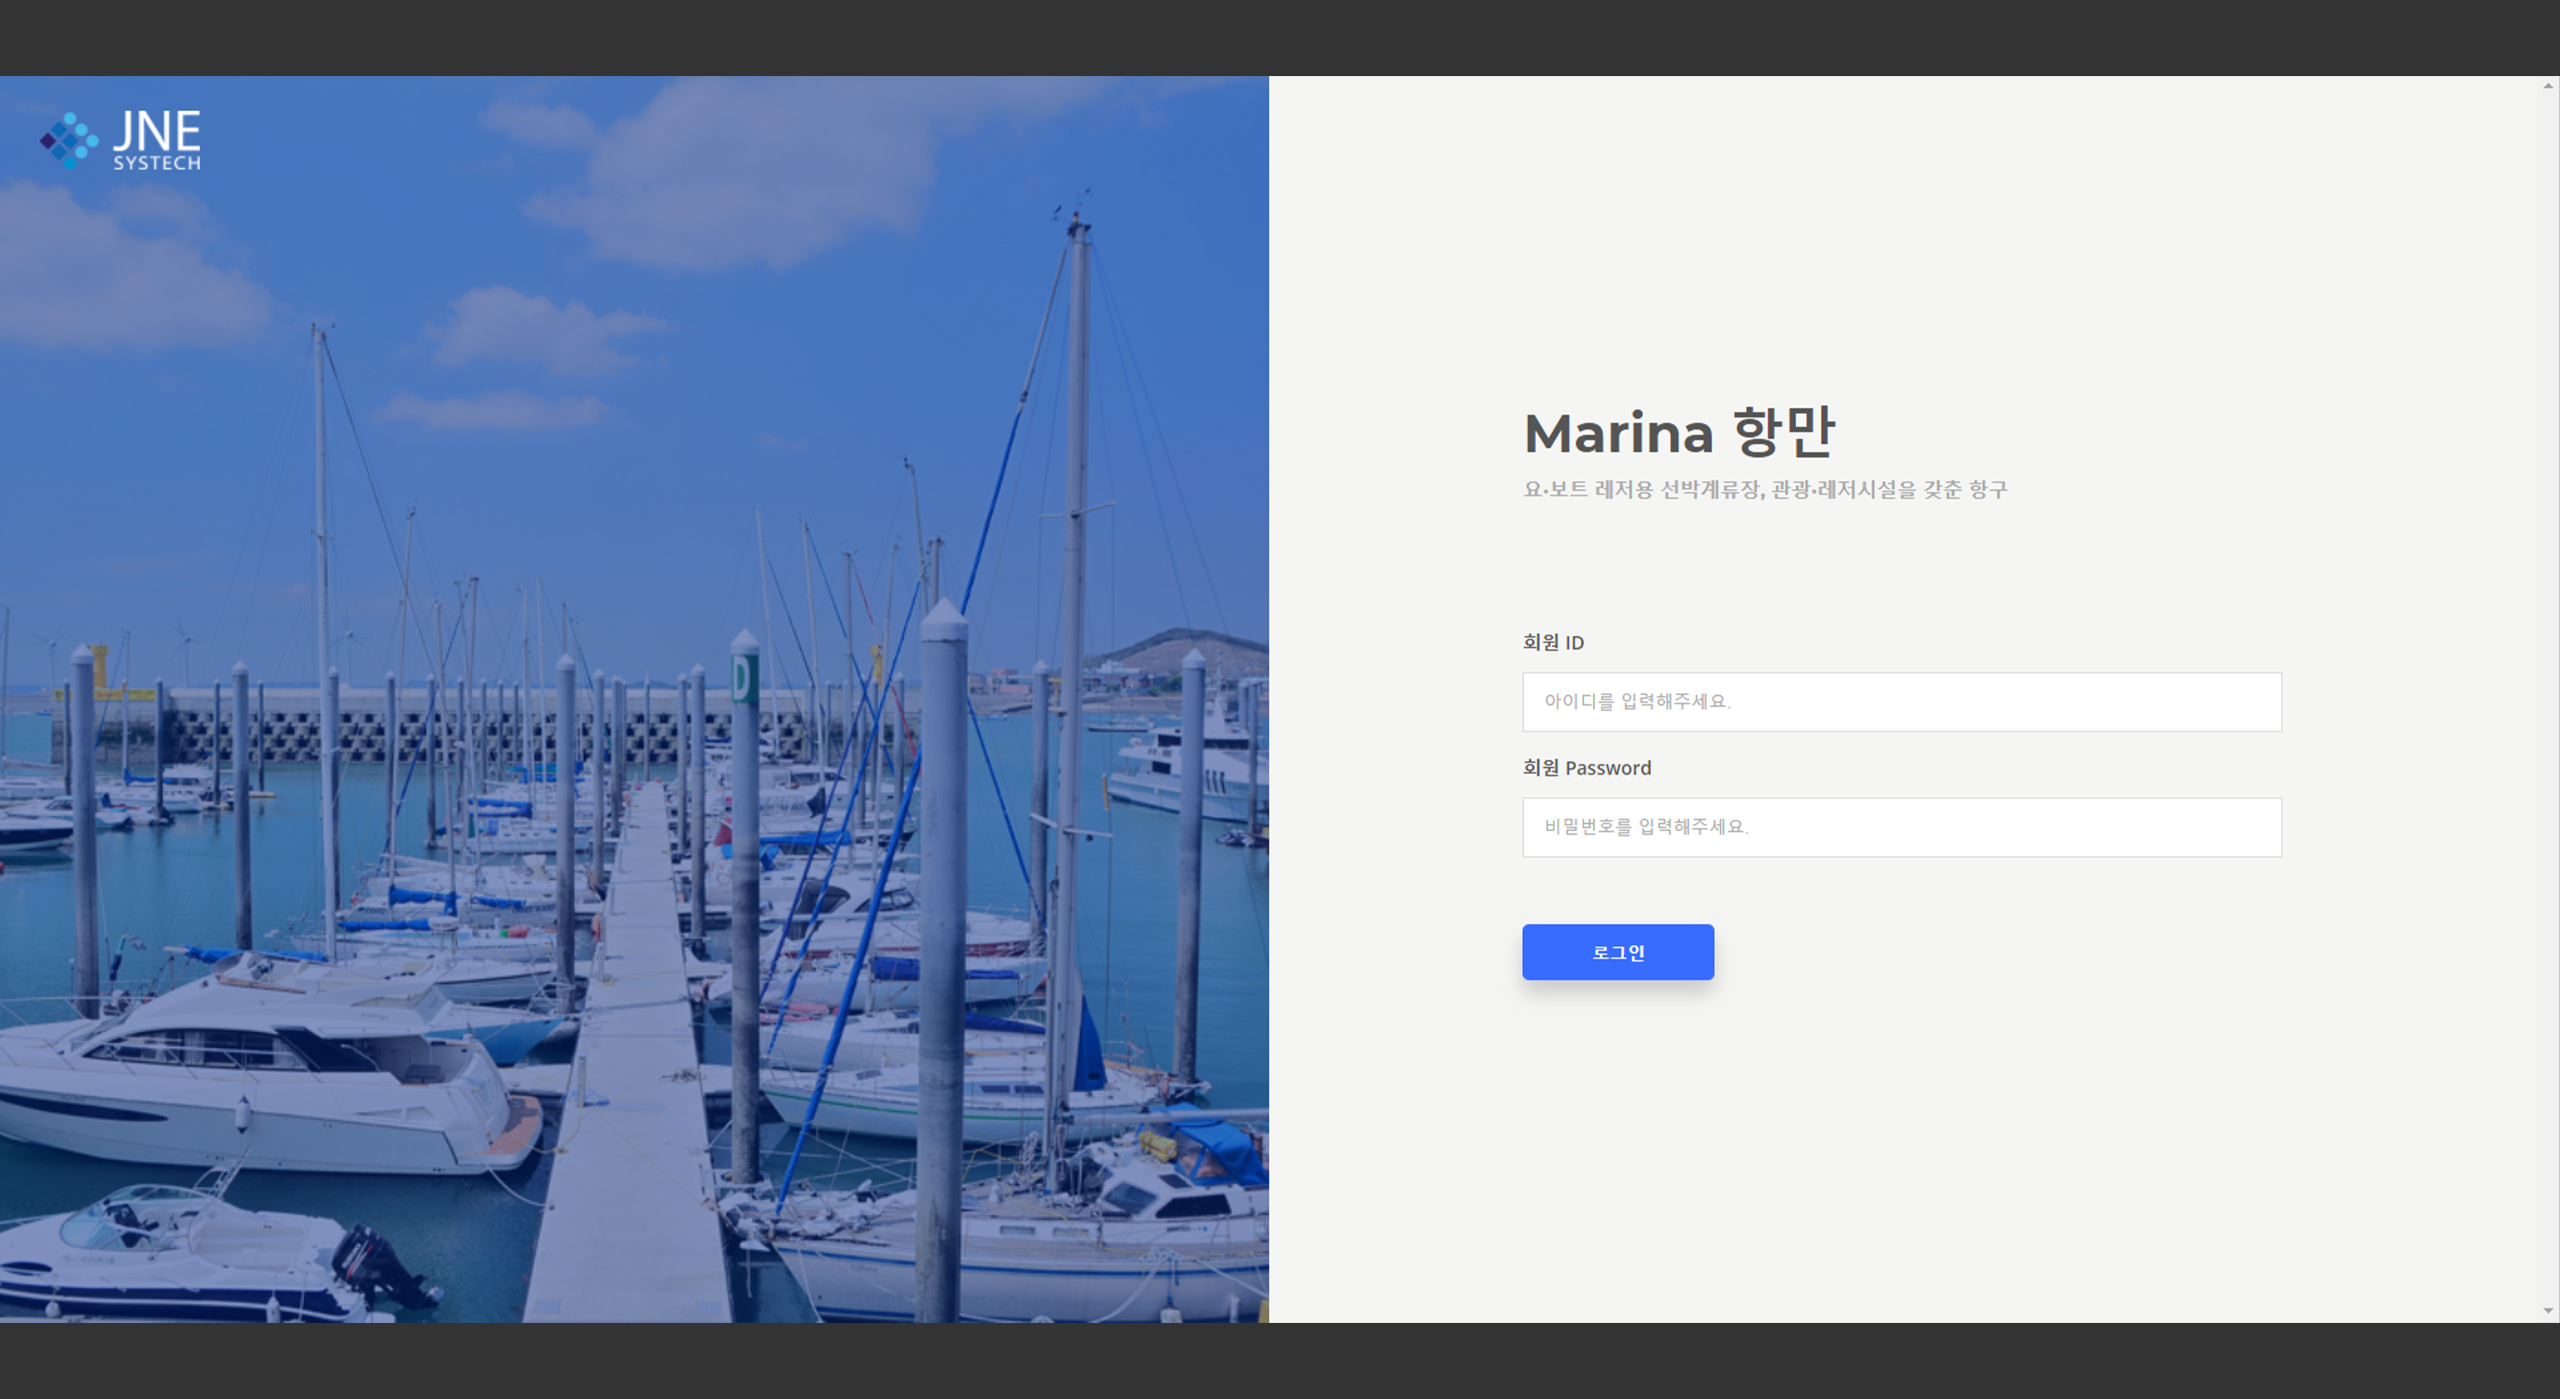 JNE
SYSTECH
D
Marina 항만
요·보트 레저용 선박계류장, 관광·레저시설을 갖춘 항구
회원 ID
아이디를 입력해주세요.
회원 Password
비밀번호를 입력해주세요.
로그인